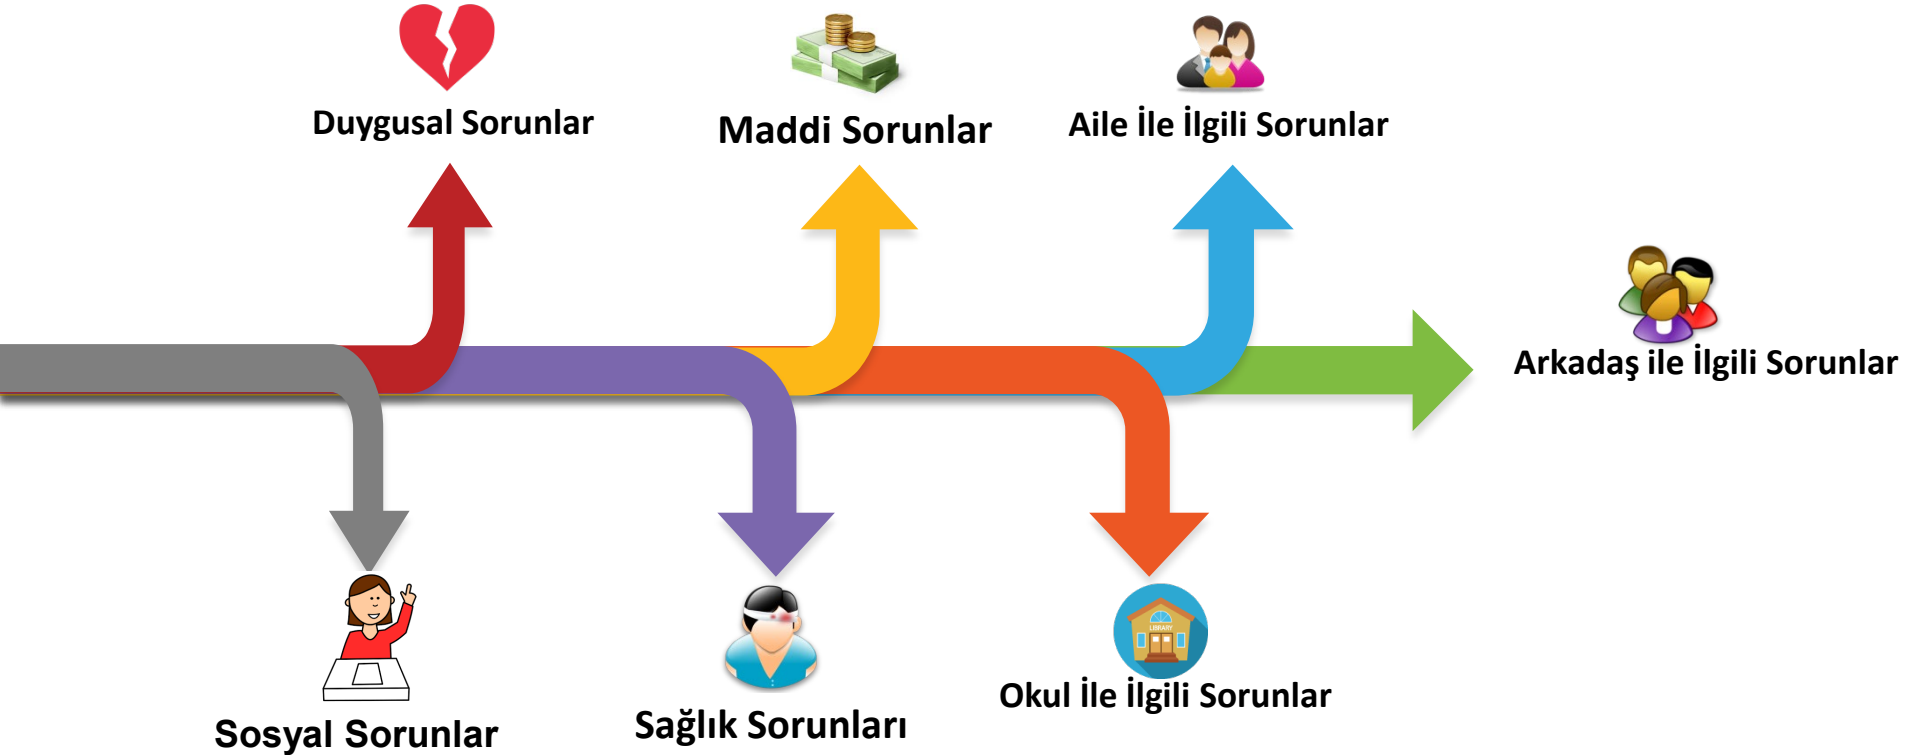 Duygusal Sorunlar
Maddi Sorunlar
Aile İle İlgili Sorunlar
Arkadaş ile İlgili Sorunlar
LIBRARY
Okul İle İlgili Sorunlar
Sağlık Sorunları
Sosyal Sorunlar